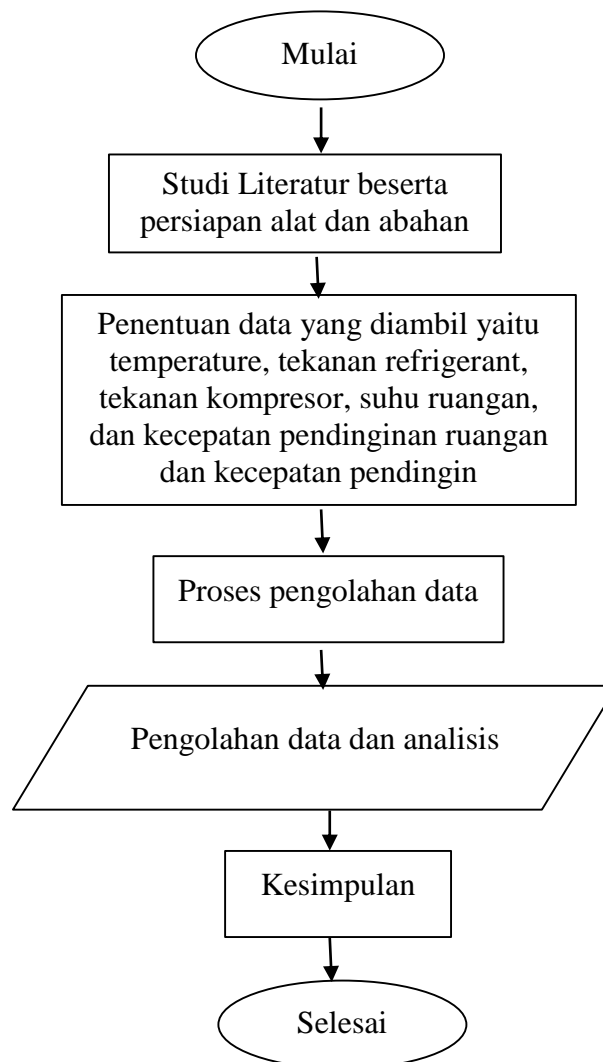 Mulai
Studi Literatur beserta
persiapan alat dan abahan
Penentuan data yang diambil yaitu
temperature, tekanan refrigerant,
tekanan kompresor, suhu ruangan,
dan kecepatan pendinginan ruangan
dan kecepatan pendingin
Proses pengolahan data
Pengolahan data dan analisis
Kesimpulan
Selesai